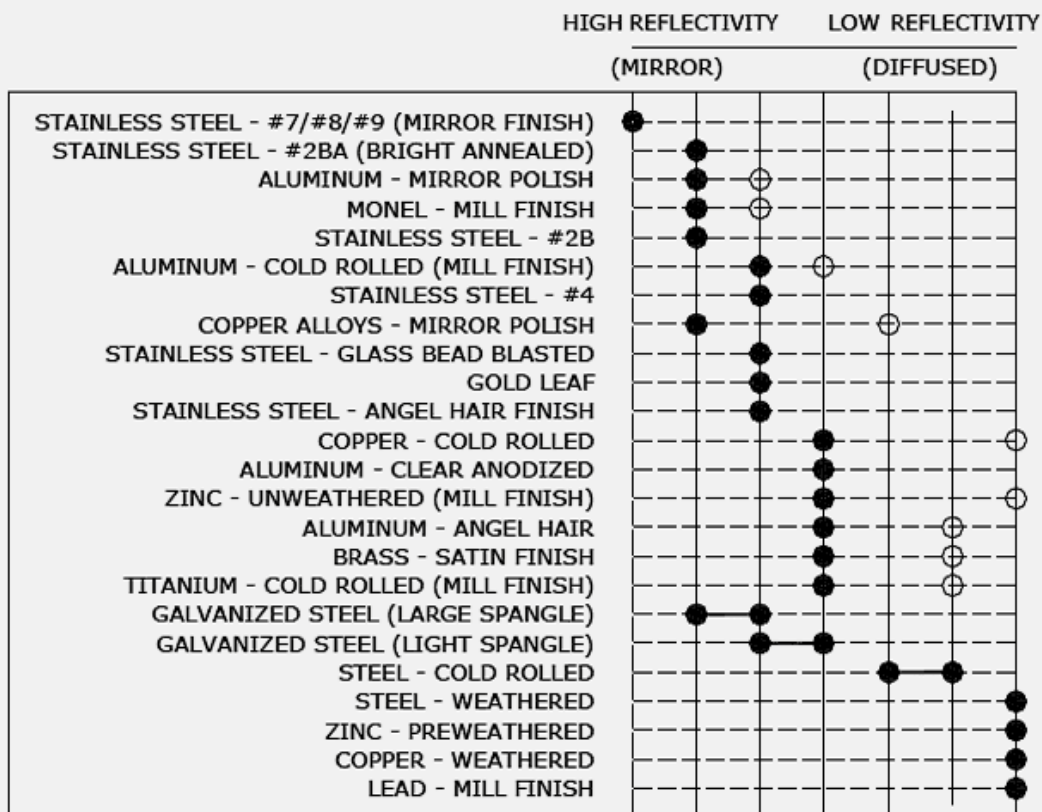 HIGH REFLECTIVITY LOW REFLECTIVITY
(MIRROR) (DIFFUSED)
STAINLESS STEEL - #7/#8/#9 (MIRROR FINISH)
STAINLESS STEEL - #2BA (BRIGHT ANNEALED)
ALUMINUM - MIRROR POLISH
MONEL - MILL FINISH
STAINLESS STEEL - #2B
ALUMINUM - COLD ROLLED (MILL FINISH)
STAINLESS STEEL - #4
COPPER ALLOYS - MIRROR POLISH
STAINLESS STEEL - GLASS BEAD BLASTED
GOLD LEAF
STAINLESS STEEL - ANGEL HAIR FINISH
COPPER - COLD ROLLED
ALUMINUM - CLEAR ANODIZED
ZINC - UNWEATHERED (MILL FINISH)
ALUMINUM - ANGEL HAIR
BRASS - SATIN FINISH
TITANIUM - COLD ROLLED (MILL FINISH)
GALVANIZED STEEL (LARGE SPANGLE)
GALVANIZED STEEL (LIGHT SPANGLE)
STEEL - COLD ROLLED
STEEL - WEATHERED
ZINC - PREWEATHERED
COPPER - WEATHERED
LEAD - MILL FINISH